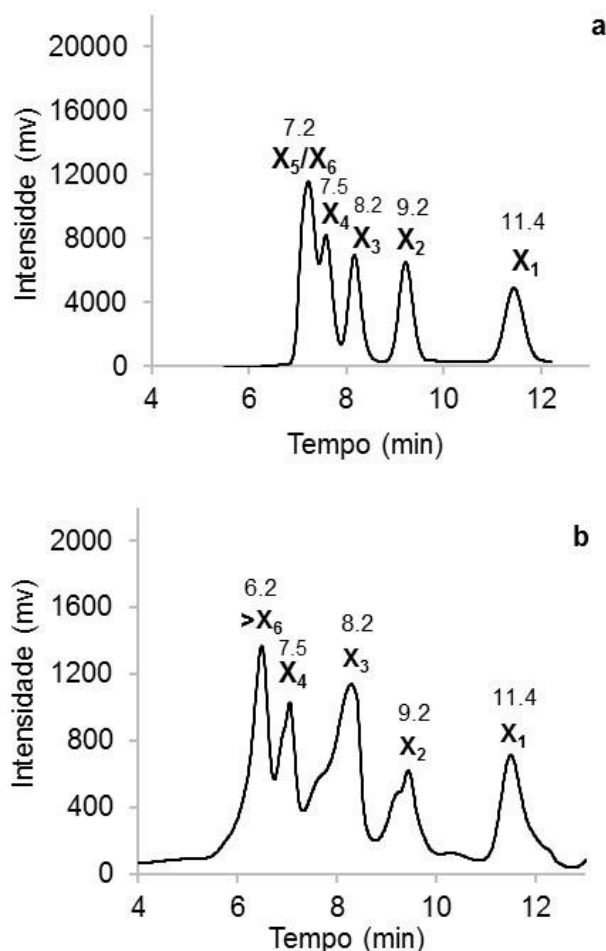 a
20000
16000
12000
8000
4000
0
Intensidde (mv)
7.2
X5/X6
7.5
X4
8.2
X3
9.2
X2
11.4
X1
4 6 8 10 12
Tempo (min)
b
2000
1600
1200
800
400
0
Intensidade (mv)
6.2
>X6
7.5
X4
8.2
X3
9.2
X2
11.4
X1
4 6 8 10 12
Tempo (min)